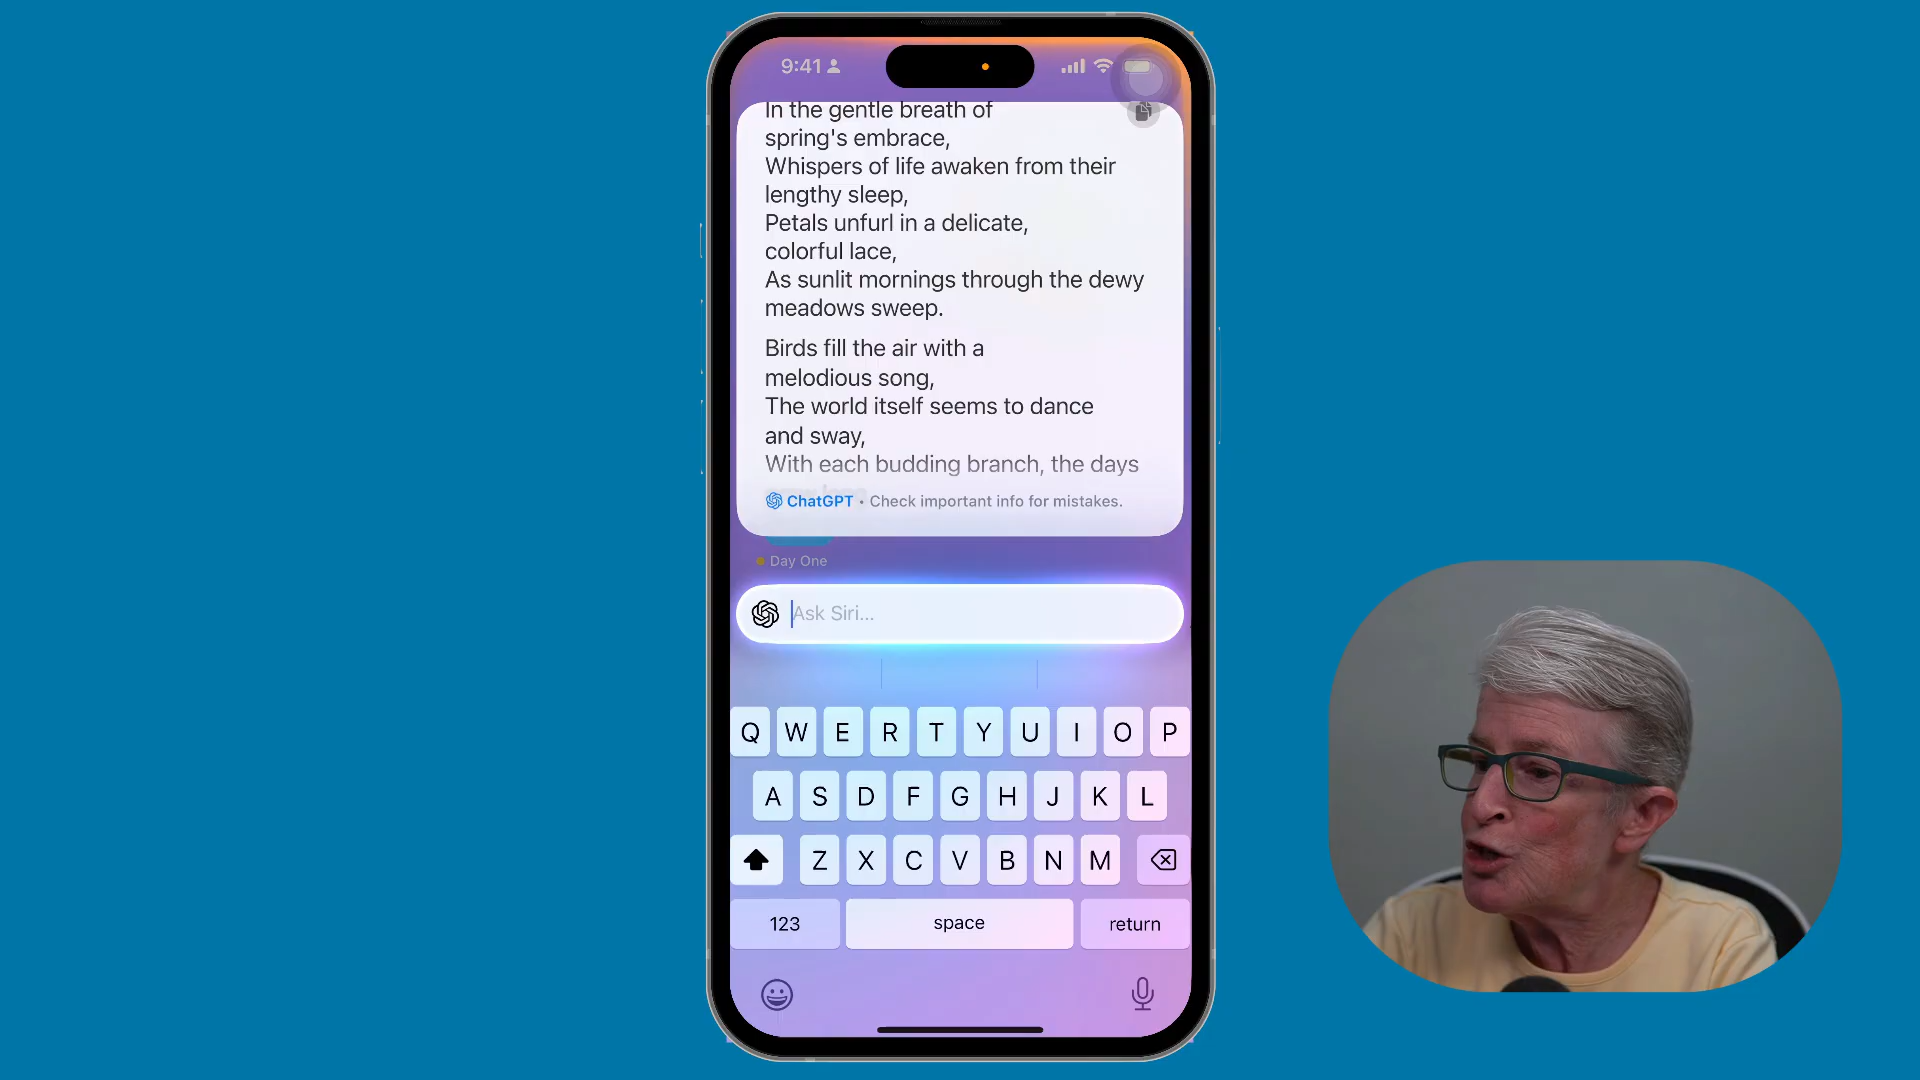 9:41
In the gentle breath of
spring's embrace,
Whispers of life awaken from their
lengthy sleep,
Petals unfurl in a delicate,
colorful lace,
As sunlit mornings through the dewy
meadows sweep.
Birds fill the air with a
melodious song,
The world itself seems to dance
and sway,
With each budding branch, the days
ChatGPT • Check important info for mistakes.
Day One
Ask Siri...
Q W E R T Y U I O P
A S D F G H J K L
Z X C V B N M
123 space return